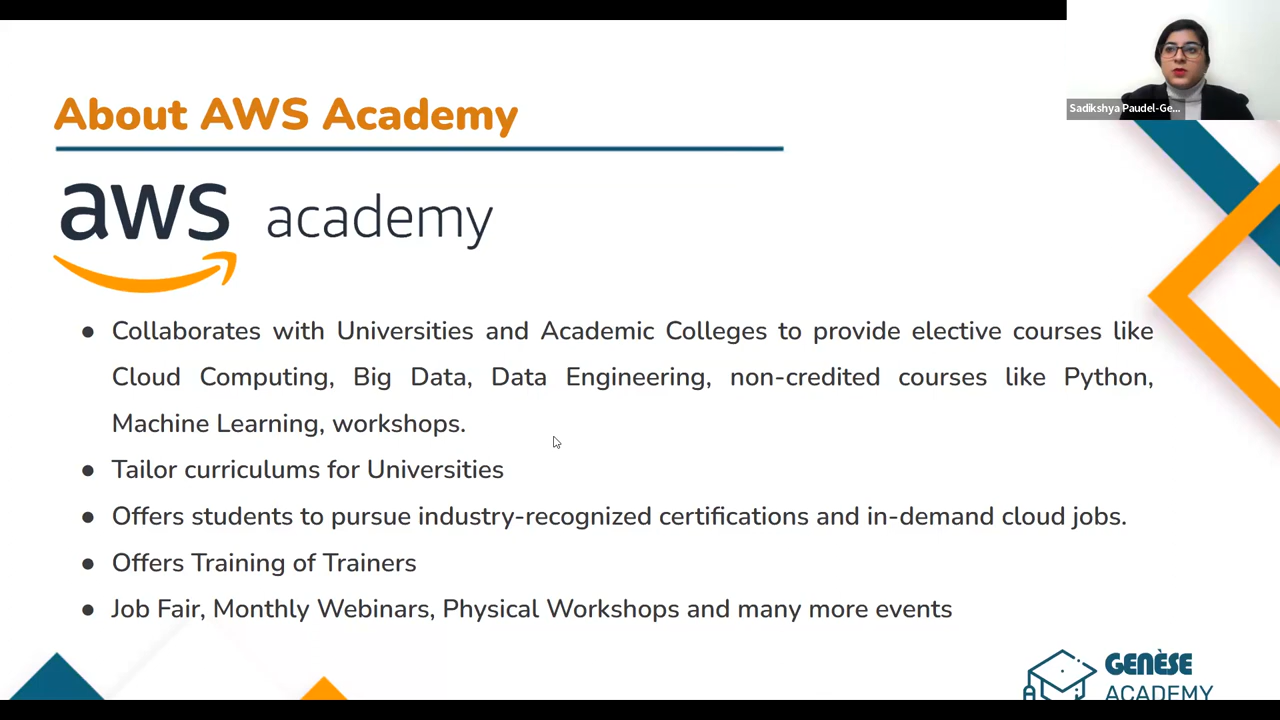 About AWS Academy
Sadikshya Paudel-Ge...
aws academy
● Collaborates with Universities and Academic Colleges to provide elective courses like
Cloud Computing, Big Data, Data Engineering, non-credited courses like Python,
Machine Learning, workshops.
● Tailor curriculums for Universities
● Offers students to pursue industry-recognized certifications and in-demand cloud jobs.
● Offers Training of Trainers
● Job Fair, Monthly Webinars, Physical Workshops and many more events
GENÈSE
ACADEMY